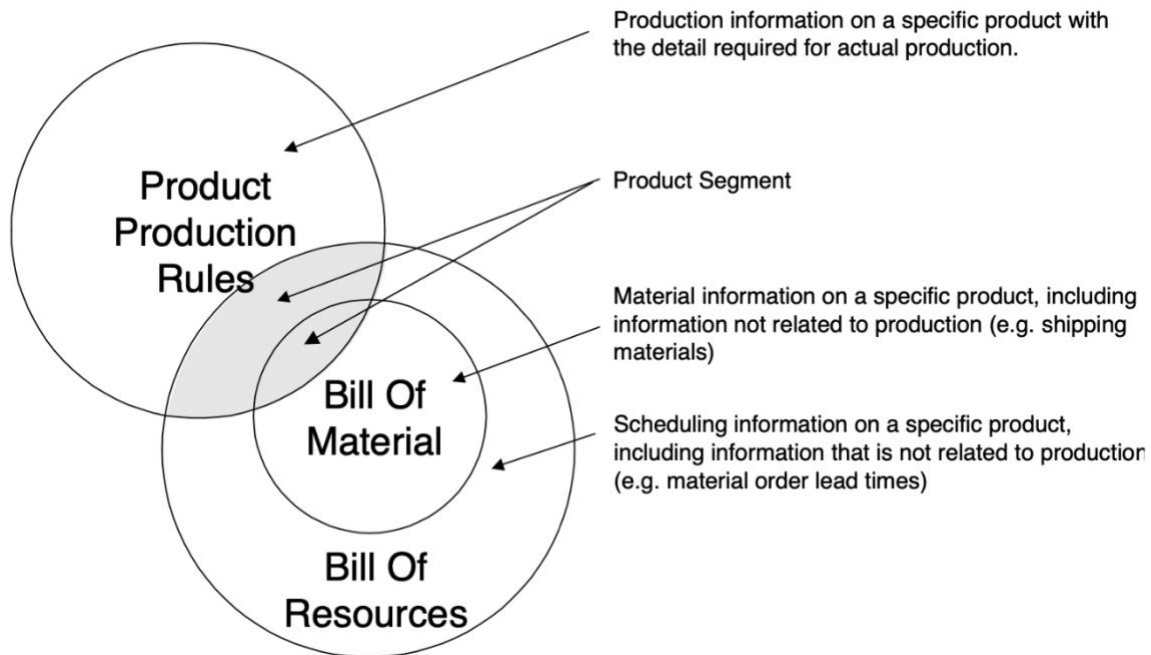 Production information on a specific product with
the detail required for actual production.
Product
Production
Rules
Product Segment
Material information on a specific product, including
information not related to production (e.g. shipping
materials)
Bill Of
Material
Scheduling information on a specific product,
including information that is not related to production
(e.g. material order lead times)
Bill Of
Resources